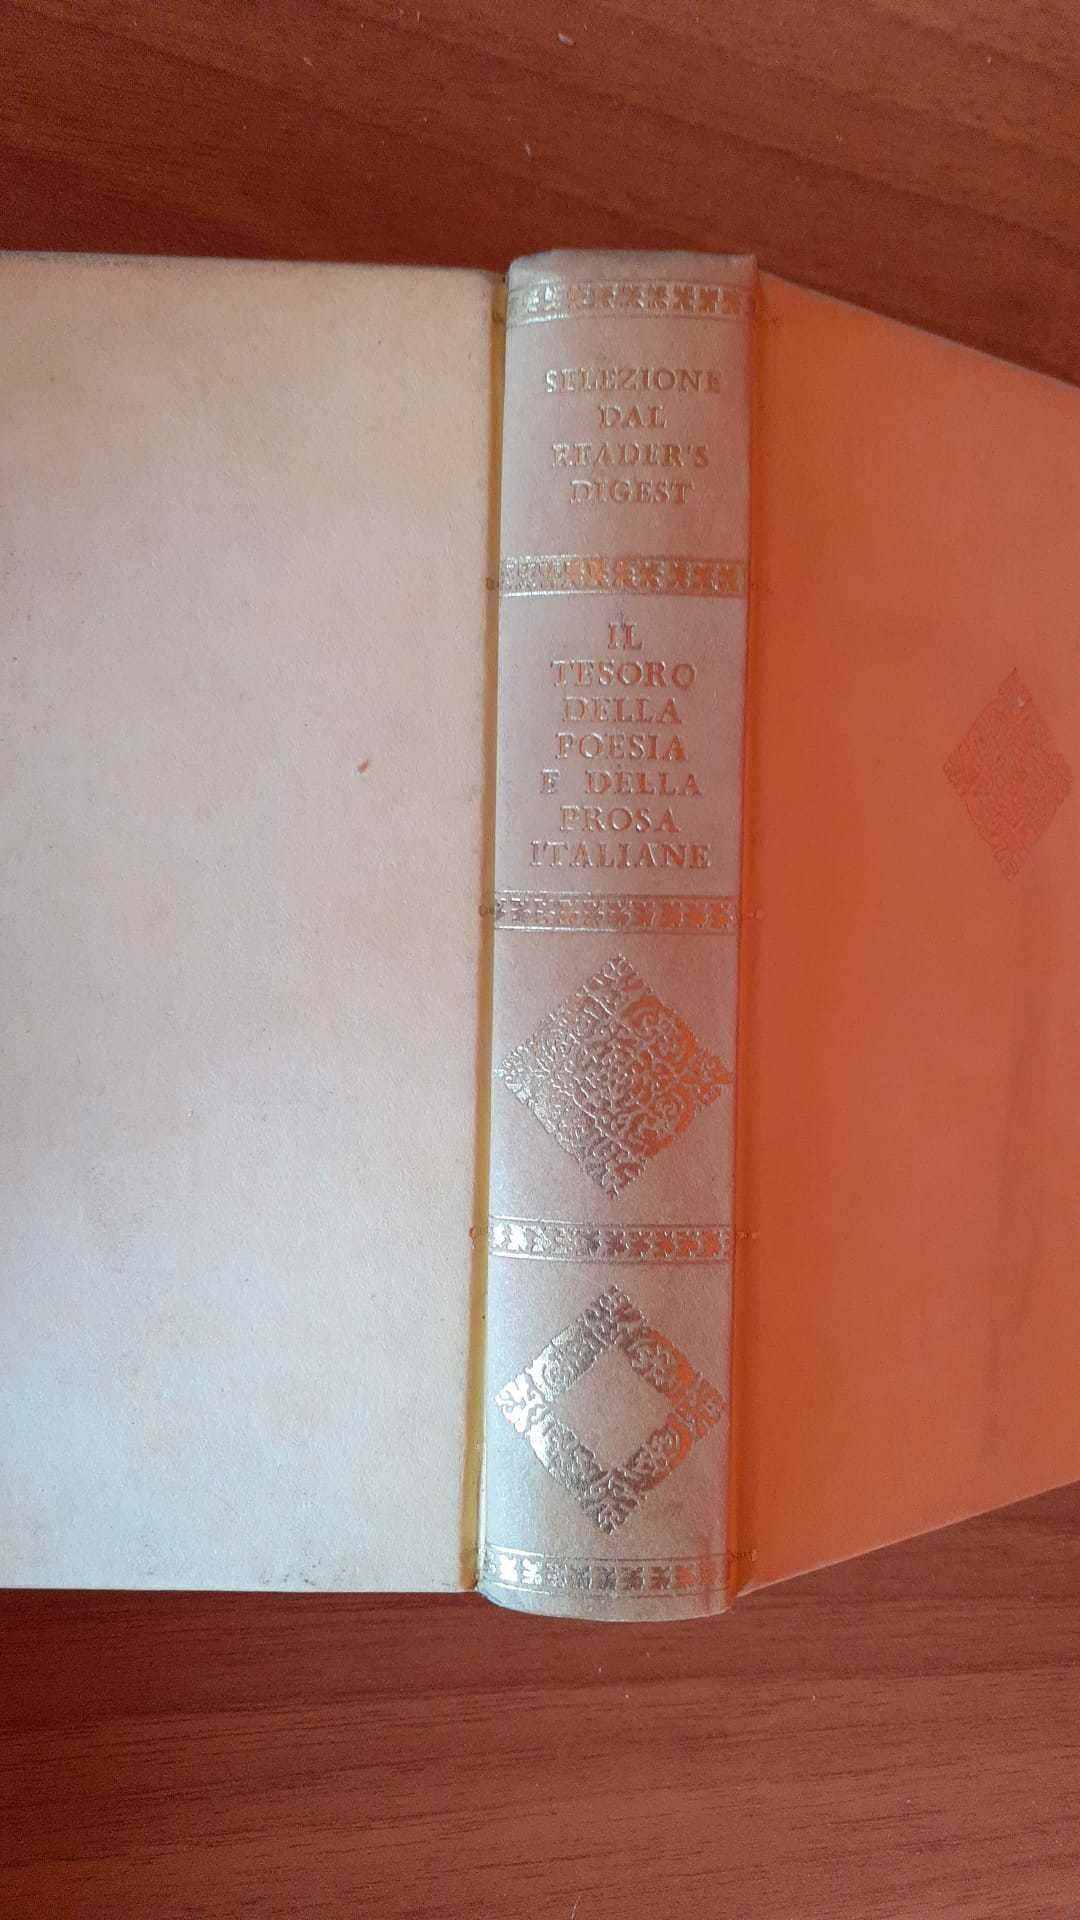 SELEZIONE
DAL
READER'S
DIGEST
IL
TESORO
DELLA
POESIA
E DELLA
PROSA
ITALIANE